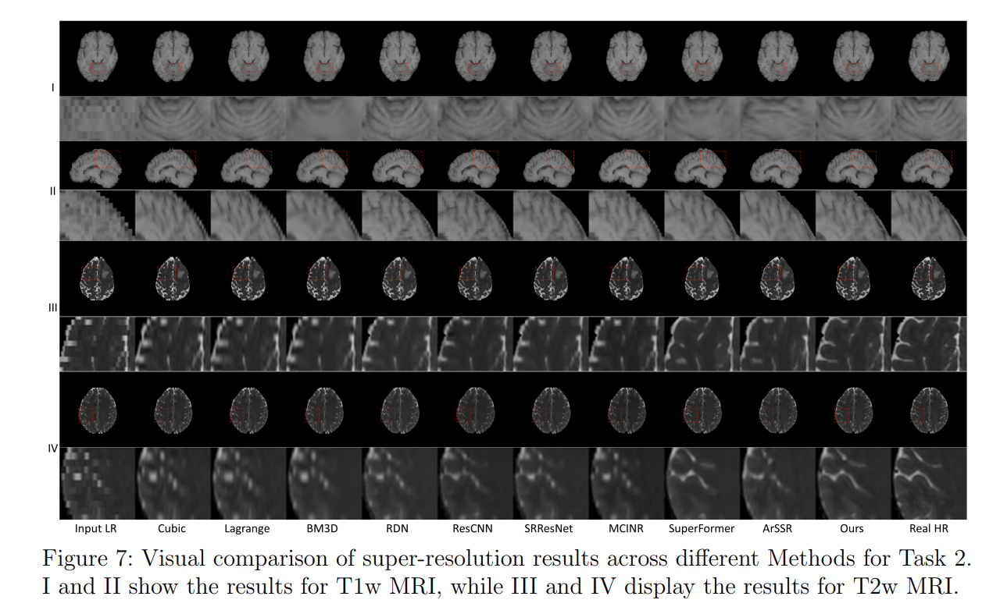 I
II
III
IV
Input LR Cubic Lagrange BM3D RDN ResCNN SRResNet MCINR SuperFormer ArSSR Ours Real HR
Figure 7: Visual comparison of super-resolution results across different Methods for Task 2.
I and II show the results for T1w MRI, while III and IV display the results for T2w MRI.